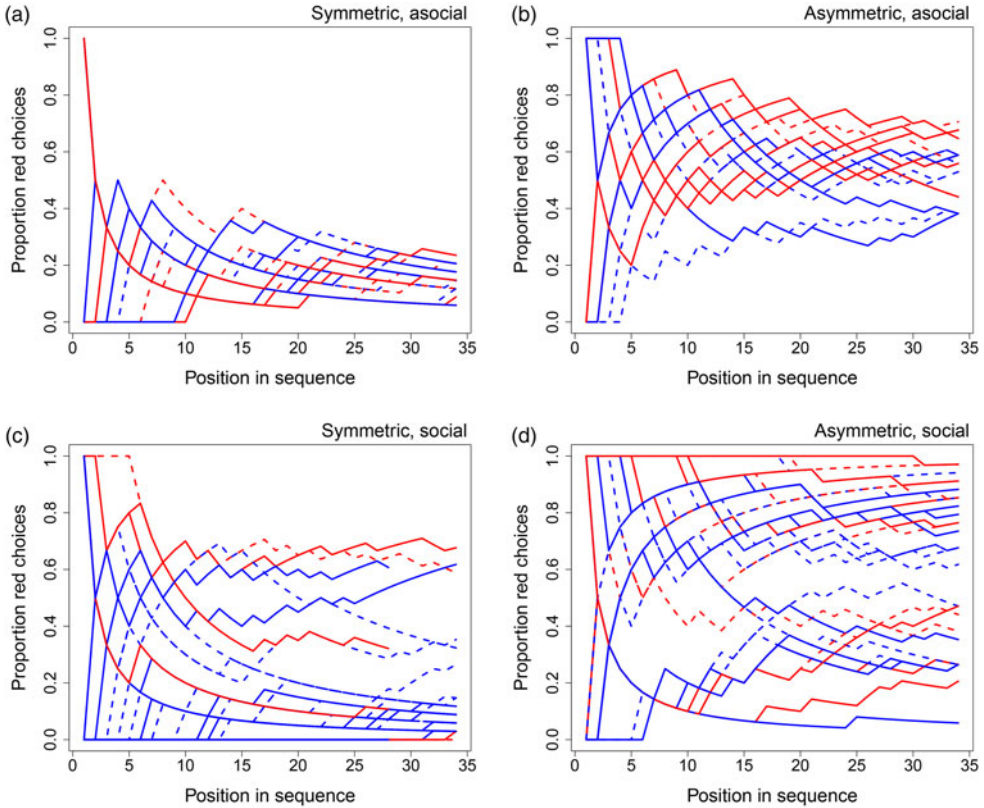 (a) Symmetric, asocial
Proportion red choices
1.0
0.8
0.6
0.4
0.2
0.0
0 5 10 15 20 25 30 35
Position in sequence
(b) Asymmetric, asocial
Proportion red choices
1.0
0.8
0.6
0.4
0.2
0.0
0 5 10 15 20 25 30 35
Position in sequence
(c) Symmetric, social
Proportion red choices
1.0
0.8
0.6
0.4
0.2
0.0
0 5 10 15 20 25 30 35
Position in sequence
(d) Asymmetric, social
Proportion red choices
1.0
0.8
0.6
0.4
0.2
0.0
0 5 10 15 20 25 30 35
Position in sequence